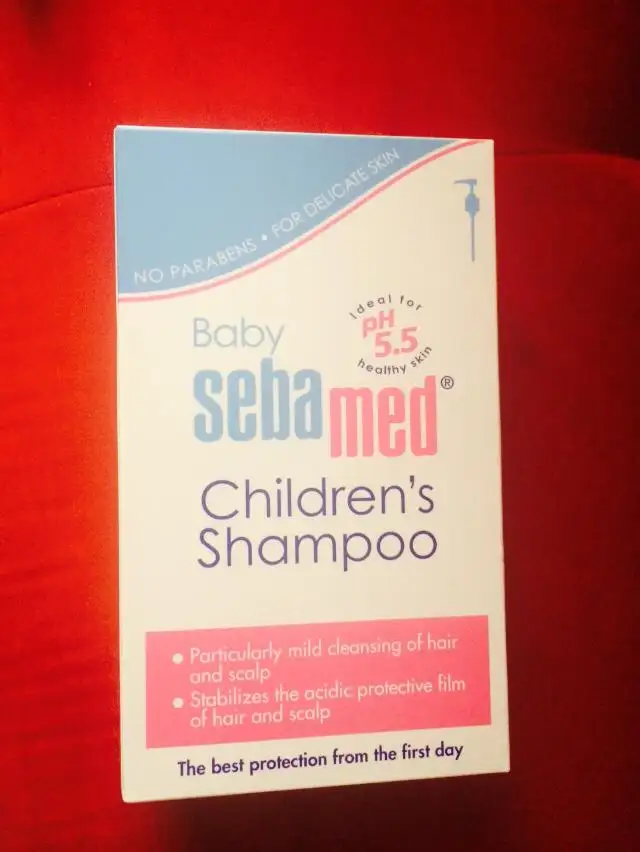 NO PARABENS • FOR DELICATE SKIN
Ideal for
pH
5.5
healthy skin
Baby
sebamed®
Children's
Shampoo
• Particularly mild cleansing of hair
and scalp
• Stabilizes the acidic protective film
of hair and scalp
The best protection from the first day